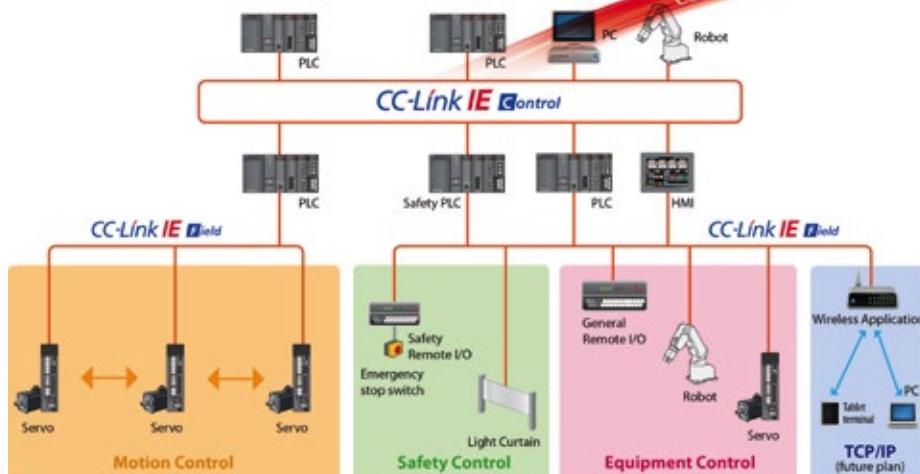 PLC
PLC
PC
Robot
CC-Link IE Control
PLC
Safety PLC
PLC
HMI
CC-Link IE Field
CC-Link IE Field
Safety
Remote I/O
Emergency
stop switch
General
Remote I/O
Wireless Application
Servo
Servo
Servo
Light Curtain
Robot
Servo
Tablet
terminal
PC
Motion Control
Safety Control
Equipment Control
TCP/IP
(future plan)